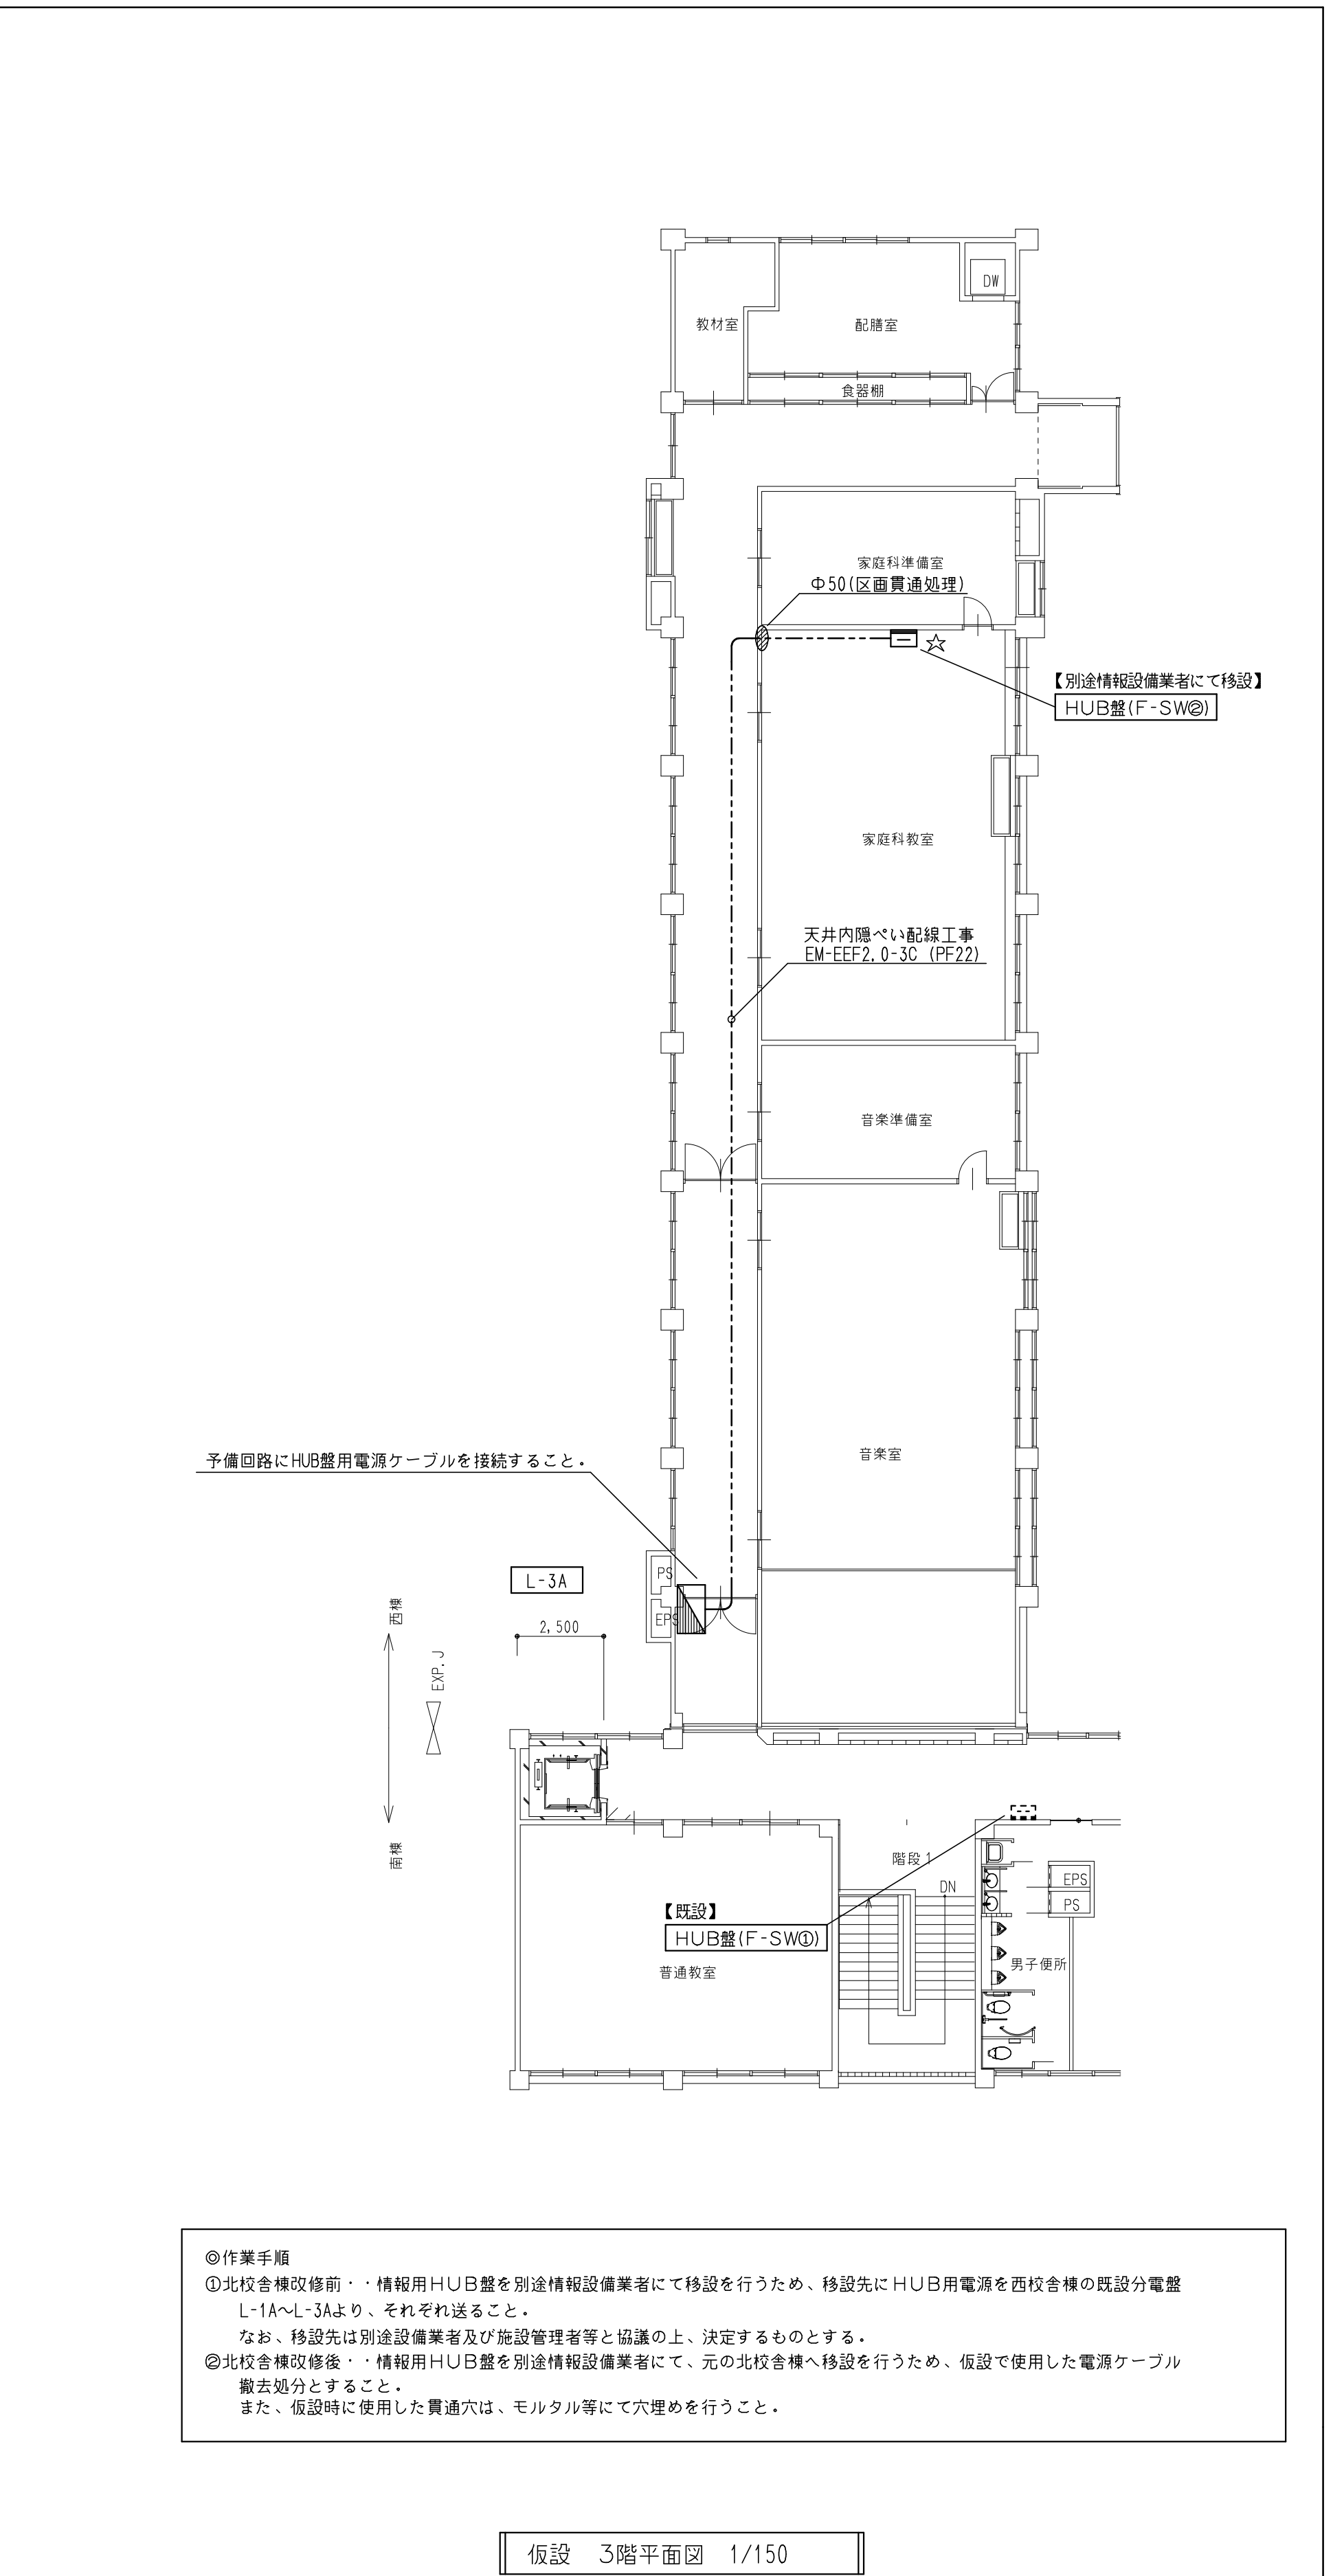 DW
教材室
配膳室
食器棚
家庭科準備室
Φ50(区画貫通処理)
【別途情報設備業者にて移設】
HUB盤(F-SW②)
家庭科教室
天井内隠ぺい配線工事
EM-EEF2.0-3C (PF22)
音楽準備室
音楽室
予備回路にHUB盤用電源ケーブルを接続すること。
L-3A
PS
EPS
2,500
西棟
EXP.J
南棟
階段1
DN
EPS
PS
【既設】
HUB盤(F-SW①)
普通教室
男子便所
◎作業手順
①北校舎棟改修前・・情報用HUB盤を別途情報設備業者にて移設を行うため、移設先にHUB用電源を西校舎棟の既設分電盤
L-1A～L-3Aより、それぞれ送ること。
なお、移設先は別途設備業者及び施設管理者等と協議の上、決定するものとする。
②北校舎棟改修後・・情報用HUB盤を別途情報設備業者にて、元の北校舎棟へ移設を行うため、仮設で使用した電源ケーブル
撤去処分とすること。
また、仮設時に使用した貫通穴は、モルタル等にて穴埋めを行うこと。
仮設　3階平面図　1/150